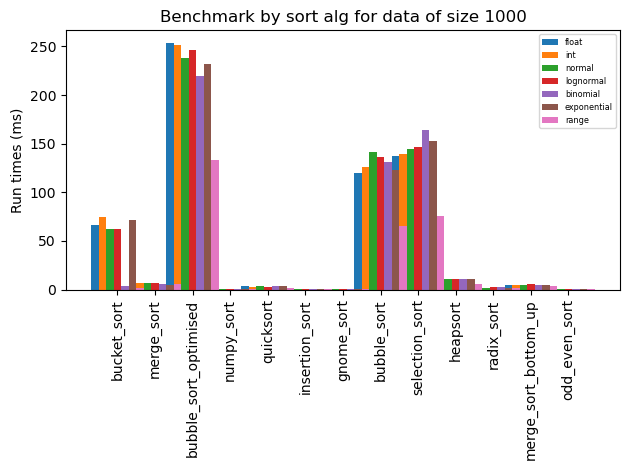 Benchmark by sort alg for data of size 1000
Run times (ms)
250
200
150
100
50
0
float
int
normal
lognormal
binomial
exponential
range
bucket_sort
merge_sort
bubble_sort_optimised
numpy_sort
quicksort
insertion_sort
gnome_sort
bubble_sort
selection_sort
heapsort
radix_sort
merge_sort_bottom_up
odd_even_sort